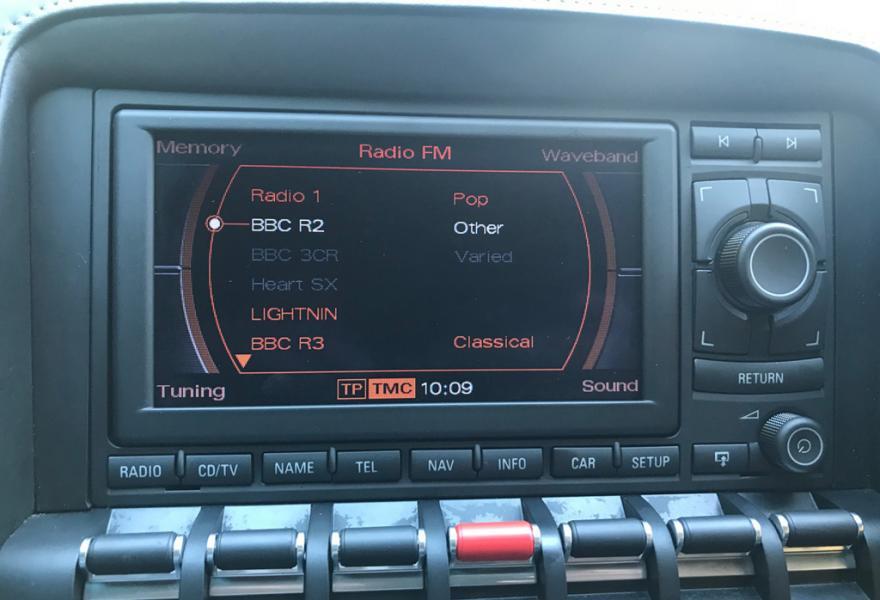 Memory Radio FM Waveband
Radio 1 Pop
BBC R2 Other
BBC 3CR Varied
Heart SX
LIGHTNIN
BBC R3 Classical
Tuning TP TMC 10:09 Sound
RETURN
RADIO CD/TV NAME TEL NAV INFO CAR SETUP